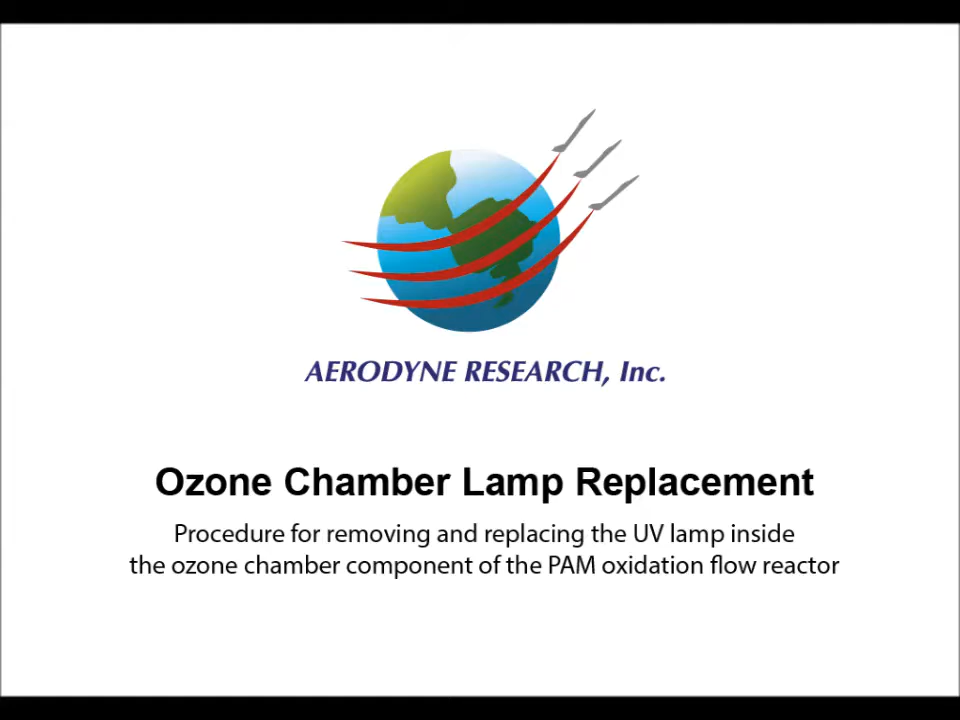 AERODYNE RESEARCH, Inc.
Ozone Chamber Lamp Replacement
Procedure for removing and replacing the UV lamp inside
the ozone chamber component of the PAM oxidation flow reactor